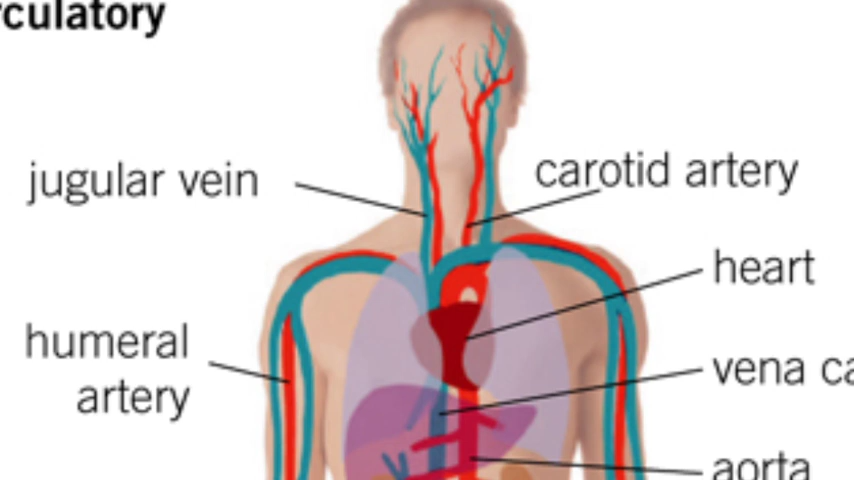 rculatory
jugular vein
carotid artery
heart
humeral
artery
vena ca
aorta